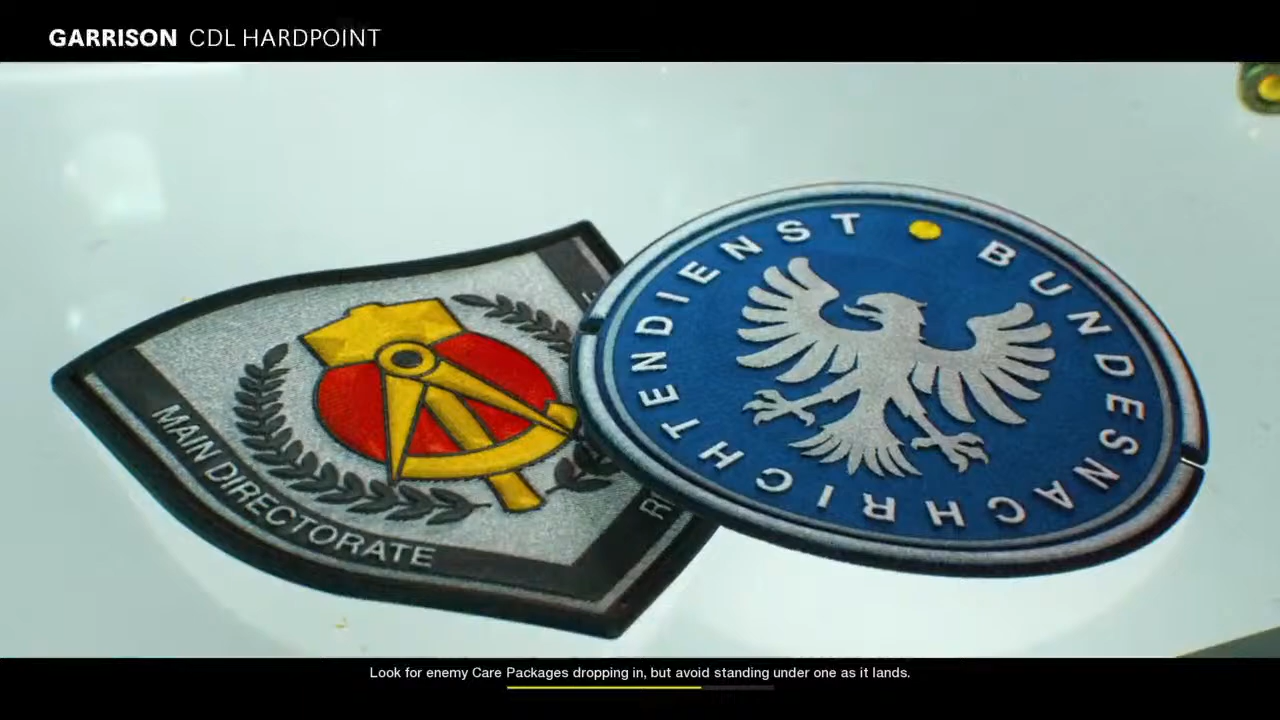 GARRISON CDL HARDPOINT
BUNDESNACHRICHTENDIENST
MAIN DIRECTORATE
Look for enemy Care Packages dropping in, but avoid standing under one as it lands.